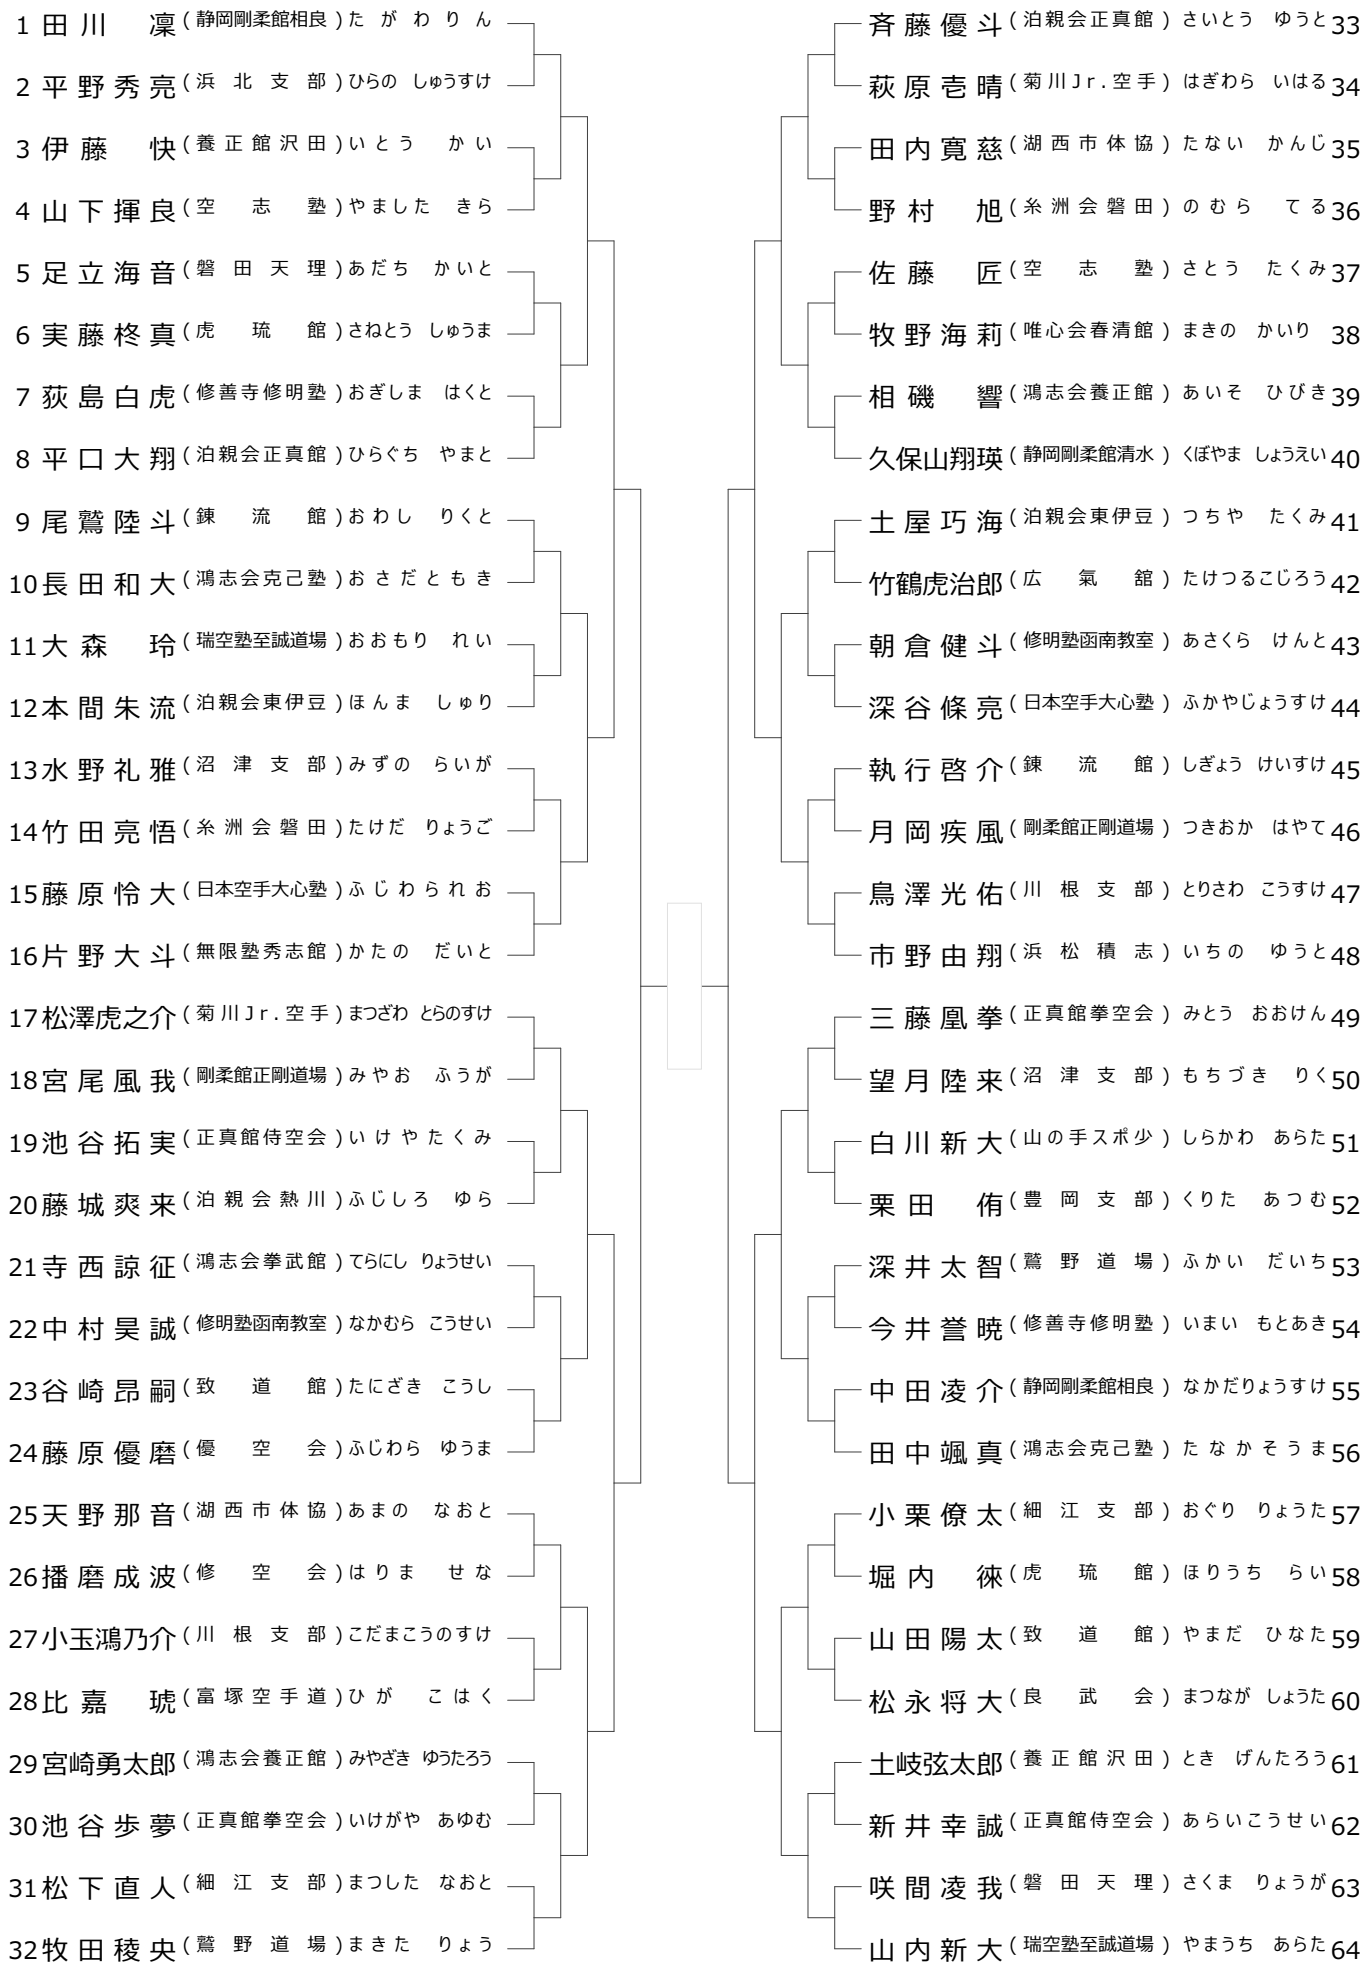 1 田川 凜 (静岡剛柔館相良) たがわりん
2 平野秀亮 (浜北支部) ひらの しゅうすけ
3 伊藤 快 (養正館沢田) いとう かい
4 山下揮良 (空志塾) やました きら
5 足立海音 (磐田天理) あだち かいと
6 実藤柊真 (虎琉館) さねとう しゅうま
7 荻島白虎 (修善寺修明塾) おぎしま はくと
8 平口大翔 (泊親会正真館) ひらぐち やまと
9 尾鷲陸斗 (錬流館) おわし りくと
10 長田和大 (鴻志会克己塾) おさだともき
11 大森 玲 (瑞空塾至誠道場) おおもり れい
12 本間朱流 (泊親会東伊豆) ほんま しゅり
13 水野礼雅 (沼津支部) みずの らいが
14 竹田亮悟 (糸洲会磐田) たけだ りょうご
15 藤原怜大 (日本空手大心塾) ふじわられお
16 片野大斗 (無限塾秀志館) かたの だいと
17 松澤虎之介 (菊川Jr.空手) まつざわ とらのすけ
18 宮尾風我 (剛柔館正剛道場) みやお ふうが
19 池谷拓実 (正真館侍空会) いけやたくみ
20 藤城爽来 (泊親会熱川) ふじしろ ゆら
21 寺西諒征 (鴻志会拳武館) てらにし りょうせい
22 中村昊誠 (修明塾函南教室) なかむら こうせい
23 谷崎昂嗣 (致道館) たにざき こうし
24 藤原優磨 (優空会) ふじわら ゆうま
25 天野那音 (湖西市体協) あまの なおと
26 播磨成波 (修空会) はりま せな
27 小玉鴻乃介 (川根支部) こだまこうのすけ
28 比嘉 琥 (富塚空手道) ひが こはく
29 宮崎勇太郎 (鴻志会養正館) みやざき ゆうたろう
30 池谷歩夢 (正真館拳空会) いけがや あゆむ
31 松下直人 (細江支部) まつした なおと
32 牧田稜央 (鷲野道場) まきた りょう
斉藤優斗 (泊親会正真館) さいとう ゆうと 33
萩原壱晴 (菊川Jr.空手) はぎわら いはる 34
田内寛慈 (湖西市体協) たない かんじ 35
野村 旭 (糸洲会磐田) のむら てる 36
佐藤 匠 (空志塾) さとう たくみ 37
牧野海莉 (唯心会春清館) まきの かいり 38
相磯 響 (鴻志会養正館) あいそ ひびき 39
久保山翔瑛 (静岡剛柔館清水) くぼやま しょうえい 40
土屋巧海 (泊親会東伊豆) つちや たくみ 41
竹鶴虎治郎 (広氣舘) たけつるこじろう 42
朝倉健斗 (修明塾函南教室) あさくら けんと 43
深谷條亮 (日本空手大心塾) ふかやじょうすけ 44
執行啓介 (錬流館) しぎょう けいすけ 45
月岡疾風 (剛柔館正剛道場) つきおか はやて 46
鳥澤光佑 (川根支部) とりさわ こうすけ 47
市野由翔 (浜松積志) いちの ゆうと 48
三藤凰拳 (正真館拳空会) みとう おおけん 49
望月陸来 (沼津支部) もちづき りく 50
白川新大 (山の手スポ少) しらかわ あらた 51
栗田 侑 (豊岡支部) くりた あつむ 52
深井太智 (鷲野道場) ふかい だいち 53
今井誉暁 (修善寺修明塾) いまい もとあき 54
中田凌介 (静岡剛柔館相良) なかだりょうすけ 55
田中颯真 (鴻志会克己塾) たなかそうま 56
小栗僚太 (細江支部) おぐり りょうた 57
堀内 徠 (虎琉館) ほりうち らい 58
山田陽太 (致道館) やまだ ひなた 59
松永将大 (良武会) まつなが しょうた 60
土岐弦太郎 (養正館沢田) とき げんたろう 61
新井幸誠 (正真館侍空会) あらいこうせい 62
咲間凌我 (磐田天理) さくま りょうが 63
山内新大 (瑞空塾至誠道場) やまうち あらた 64